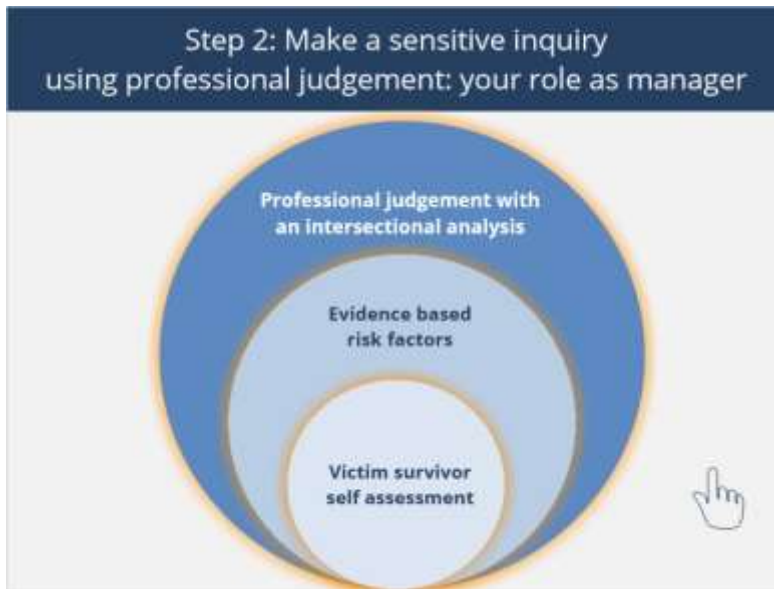 Step 2: Make a sensitive inquiry
using professional judgement: your role as manager
Professional judgement with
an intersectional analysis
Evidence based
risk factors
Victim survivor
self assessment